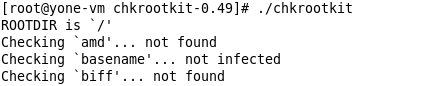 [root@yone-vm chkrootkit-0.49]# ./chkrootkit
ROOTDIR is `/'
Checking `amd'... not found
Checking `basename'... not infected
Checking `biff'... not found